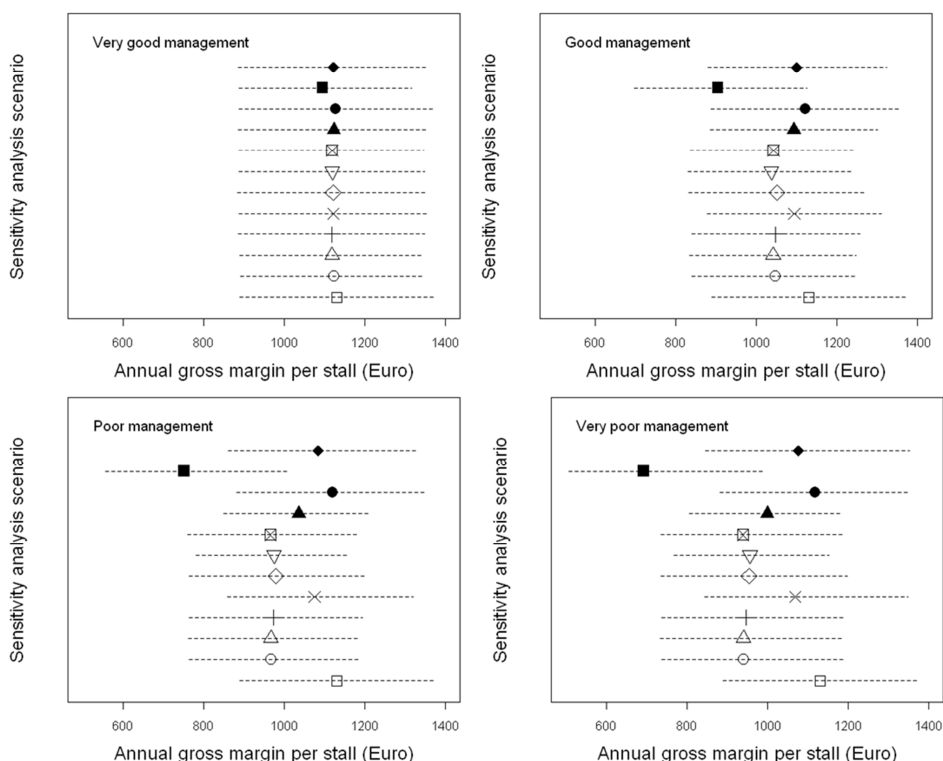 Very good management
Sensitivity analysis scenario
600 800 1000 1200 1400
Annual gross margin per stall (Euro)
Good management
Sensitivity analysis scenario
600 800 1000 1200 1400
Annual gross margin per stall (Euro)
Poor management
Sensitivity analysis scenario
600 800 1000 1200 1400
Annual gross margin per stall (Euro)
Very poor management
Sensitivity analysis scenario
600 800 1000 1200 1400
Annual gross margin per stall (Euro)